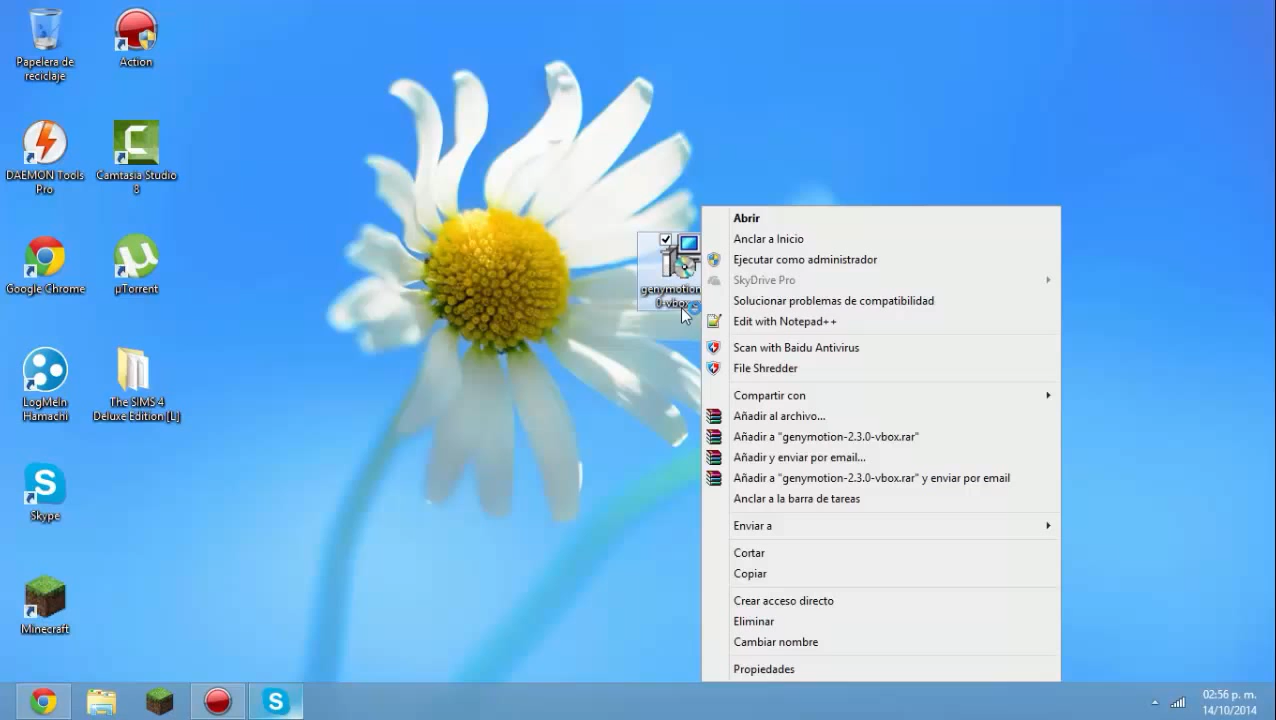 Papelera de
reciclaje
Action
DAEMON Tools
Pro
Camtasia Studio
8
Google Chrome
µTorrent
LogMeIn
Hamachi
The SIMS 4
Deluxe Edition [L]
Skype
Minecraft
genymotion
0-vbox
Abrir
Anclar a Inicio
Ejecutar como administrador
SkyDrive Pro
Solucionar problemas de compatibilidad
Edit with Notepad++
Scan with Baidu Antivirus
File Shredder
Compartir con
Añadir al archivo...
Añadir a "genymotion-2.3.0-vbox.rar"
Añadir y enviar por email...
Añadir a "genymotion-2.3.0-vbox.rar" y enviar por email
Anclar a la barra de tareas
Enviar a
Cortar
Copiar
Crear acceso directo
Eliminar
Cambiar nombre
Propiedades
02:56 p. m.
14/10/2014